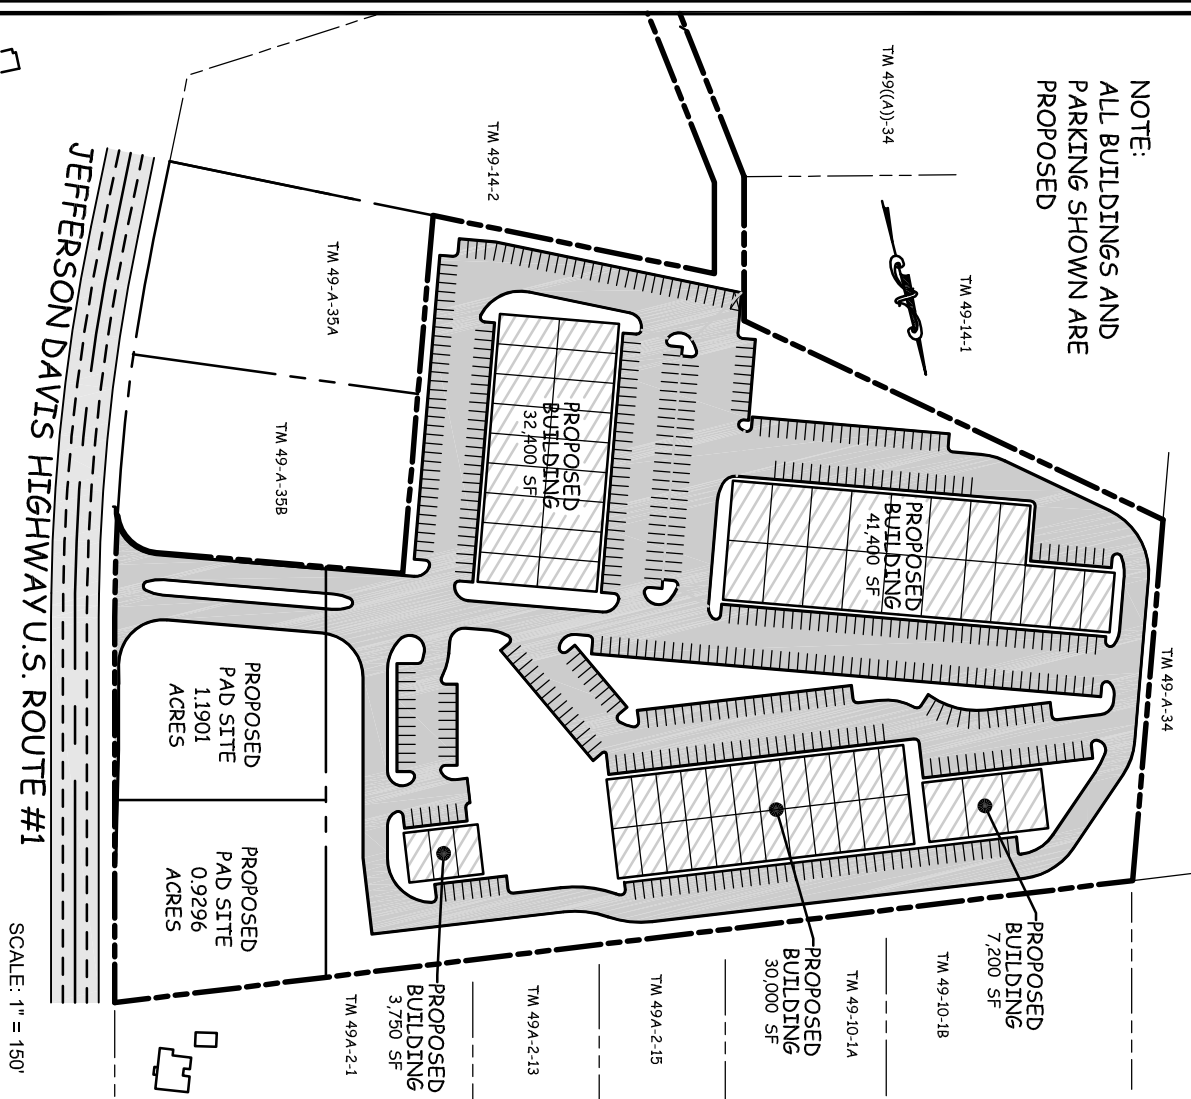 NOTE:
ALL BUILDINGS AND
PARKING SHOWN ARE
PROPOSED
TM 49((A))-34
TM 49-14-1
TM 49-14-2
TM 49-A-35A
TM 49-A-35B
TM 49-A-34
PROPOSED
BUILDING
32,400 SF
PROPOSED
BUILDING
41,400 SF
PROPOSED
PAD SITE
1.1901
ACRES
PROPOSED
PAD SITE
0.9296
ACRES
PROPOSED
BUILDING
7,200 SF
PROPOSED
BUILDING
30,000 SF
PROPOSED
BUILDING
3,750 SF
TM 49-10-1B
TM 49-10-1A
TM 49A-2-15
TM 49A-2-13
TM 49A-2-1
JEFFERSON DAVIS HIGHWAY U.S. ROUTE #1
SCALE: 1" = 150'